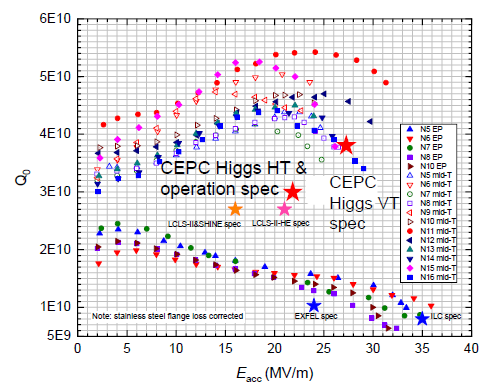 6E10
5E10
4E10
3E10
2E10
1E10
5E9
Q0
0
5
10
15
20
25
30
35
40
Eacc (MV/m)
CEPC Higgs HT &
operation spec
CEPC
Higgs VT
spec
LCLS-II&SHINE spec
LCLS-II-HE spec
Note: stainless steel flange loss corrected
EXFEL spec
ILC spec
N5 EP
N6 EP
N7 EP
N8 EP
N10 EP
N5 mid-T
N6 mid-T
N7 mid-T
N8 mid-T
N9 mid-T
N10 mid-T
N11 mid-T
N12 mid-T
N13 mid-T
N14 mid-T
N15 mid-T
N16 mid-T